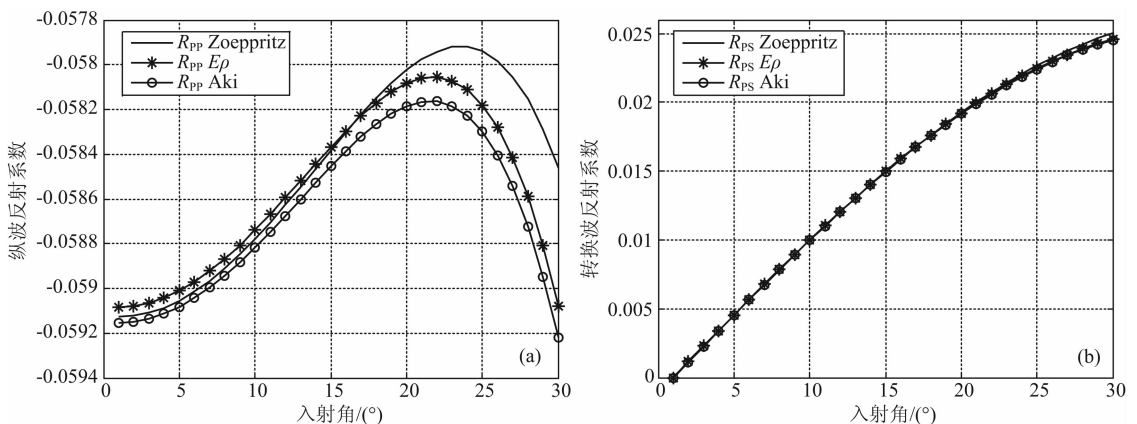 -0.0578
-0.058
-0.0582
-0.0584
-0.0586
-0.0588
-0.059
-0.0592
-0.0594
纵波反射系数
R_PP Zoeppritz
R_PP Eρ
R_PP Aki
0 5 10 15 20 25 30
入射角/(°)
(a)
0.025
0.02
0.015
0.01
0.005
0
转换波反射系数
R_PS Zoeppritz
R_PS Eρ
R_PS Aki
5 10 15 20 25 30
入射角/(°)
(b)